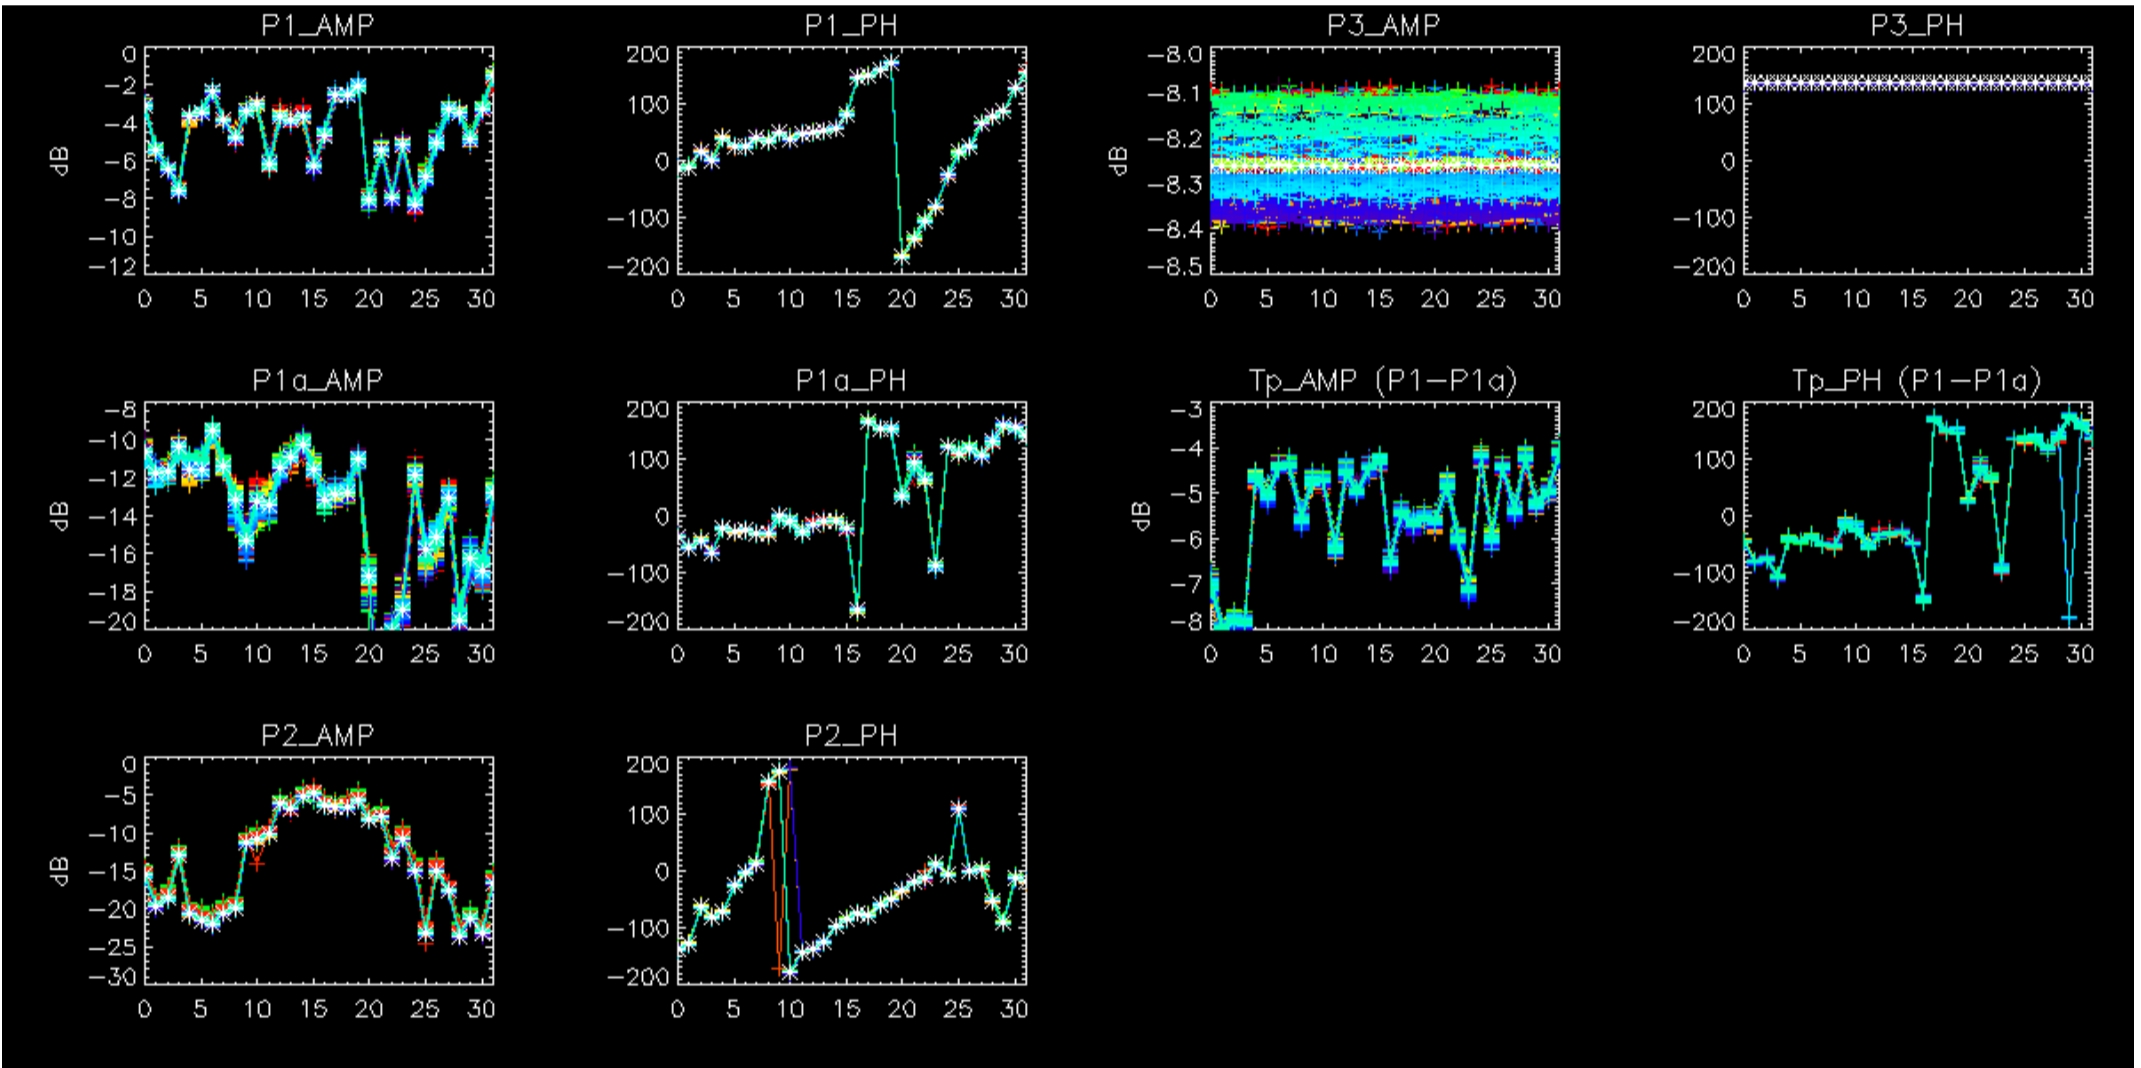 P1_AMP P1_PH P3_AMP P3_PH
0 200 -8.0 200
-2 100 -8.1 100
-4 0 -8.2 0
-6 -100 -8.3 -100
-8 -200 -8.4 -200
-10 -8.5
-12
dB dB
0 5 10 15 20 25 30 0 5 10 15 20 25 30 0 5 10 15 20 25 30 0 5 10 15 20 25 30
P1a_AMP P1a_PH Tp_AMP (P1-P1a) Tp_PH (P1-P1a)
-8 200 -3 200
-10 100 -4 100
-12 0 -5 0
-14 -100 -6 -100
-16 -200 -7 -200
-18 -8
-20
dB dB
0 5 10 15 20 25 30 0 5 10 15 20 25 30 0 5 10 15 20 25 30 0 5 10 15 20 25 30
P2_AMP P2_PH
0 200
-5 100
-10 0
-15 -100
-20 -200
-25
-30
dB
0 5 10 15 20 25 30 0 5 10 15 20 25 30